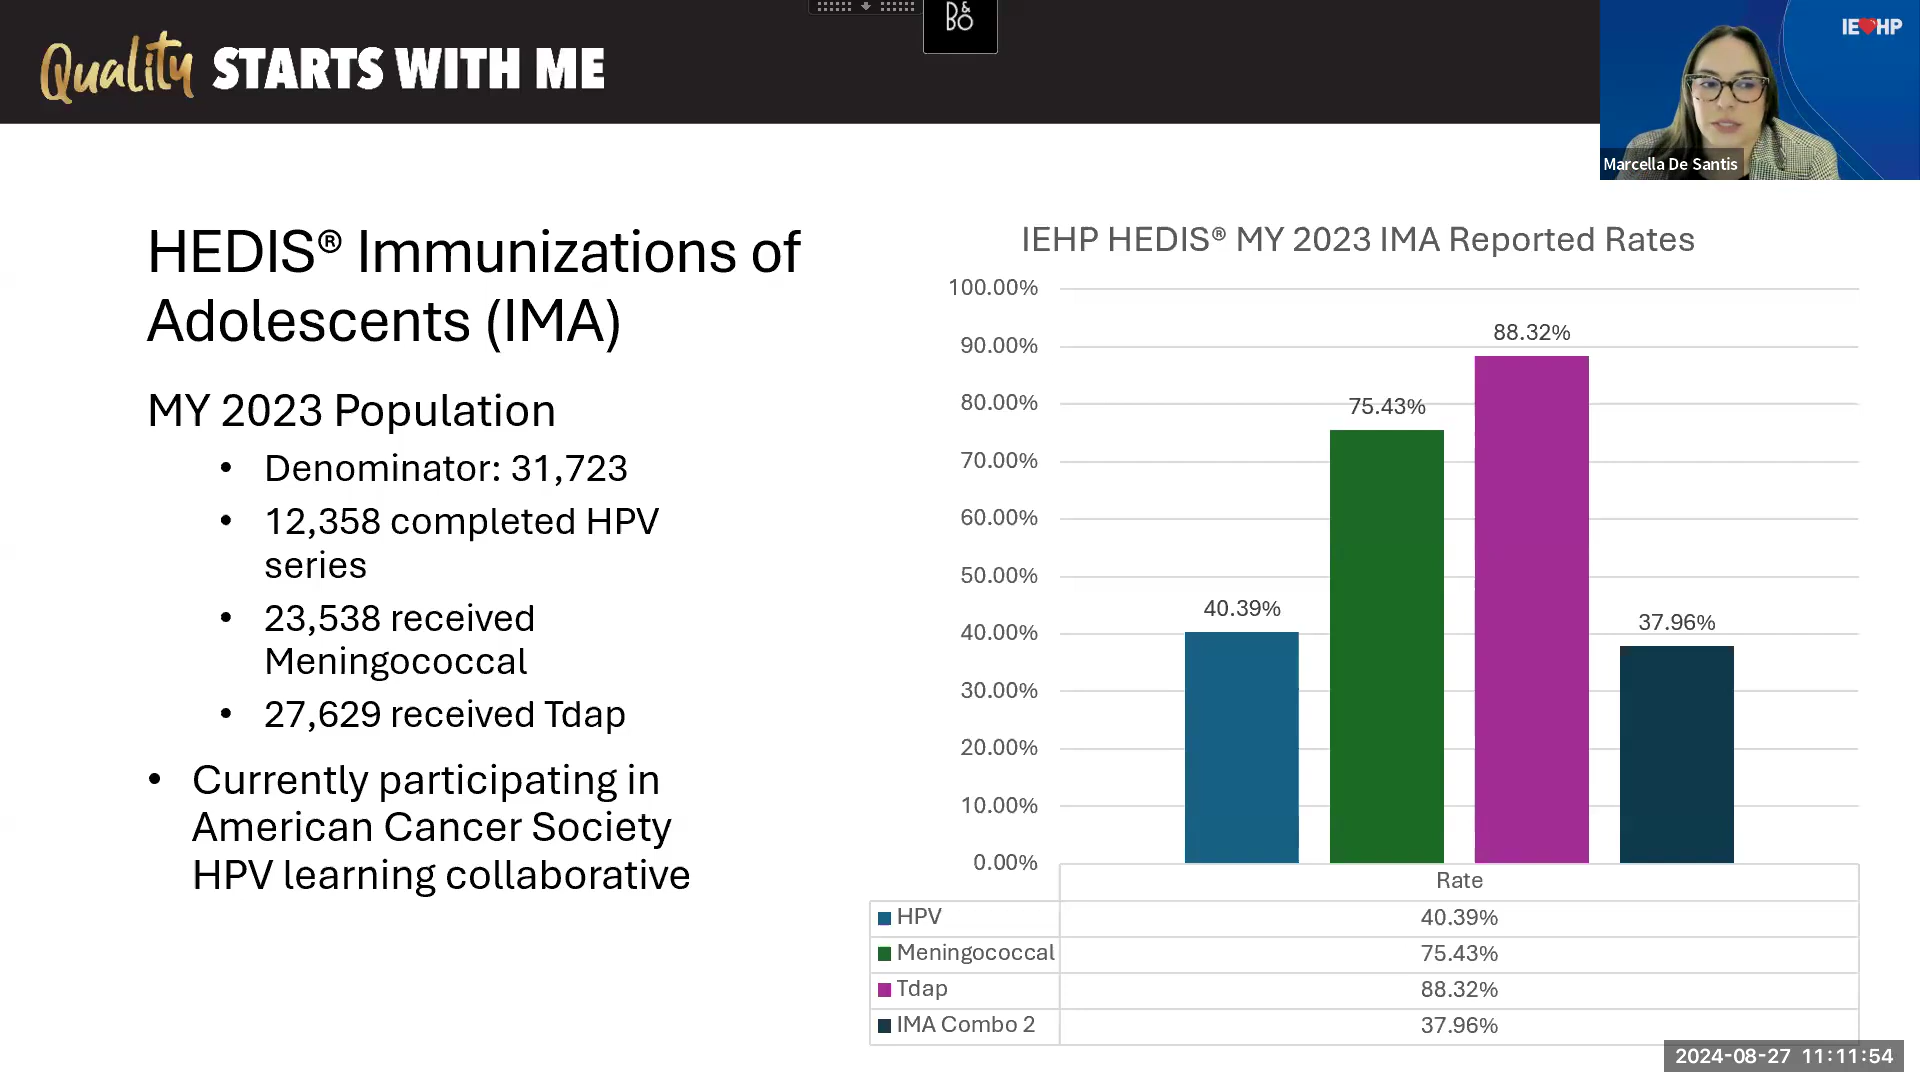 B&O
Quality STARTS WITH ME
IEHP
Marcella De Santis
HEDIS® Immunizations of
Adolescents (IMA)
MY 2023 Population
• Denominator: 31,723
• 12,358 completed HPV
series
• 23,538 received
Meningococcal
• 27,629 received Tdap
• Currently participating in
American Cancer Society
HPV learning collaborative
IEHP HEDIS® MY 2023 IMA Reported Rates
100.00%
90.00%
80.00%
70.00%
60.00%
50.00%
40.00%
30.00%
20.00%
10.00%
0.00%
40.39%
75.43%
88.32%
37.96%
Rate
HPV 40.39%
Meningococcal 75.43%
Tdap 88.32%
IMA Combo 2 37.96%
2024-08-27 11:11:54